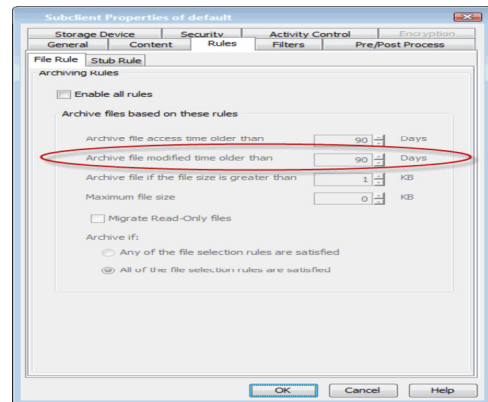 Subclient Properties of default
Storage Device Security Activity Control Encryption
General Content Rules Filters Pre/Post Process
File Rule Stub Rule
Archiving Rules
Enable all rules
Archive files based on these rules
Archive file access time older than 90 Days
Archive file modified time older than 90 Days
Archive file if the file size is greater than 1 KB
Maximum file size 0 KB
Migrate Read-Only files
Archive if:
Any of the file selection rules are satisfied
All of the file selection rules are satisfied
OK Cancel Help